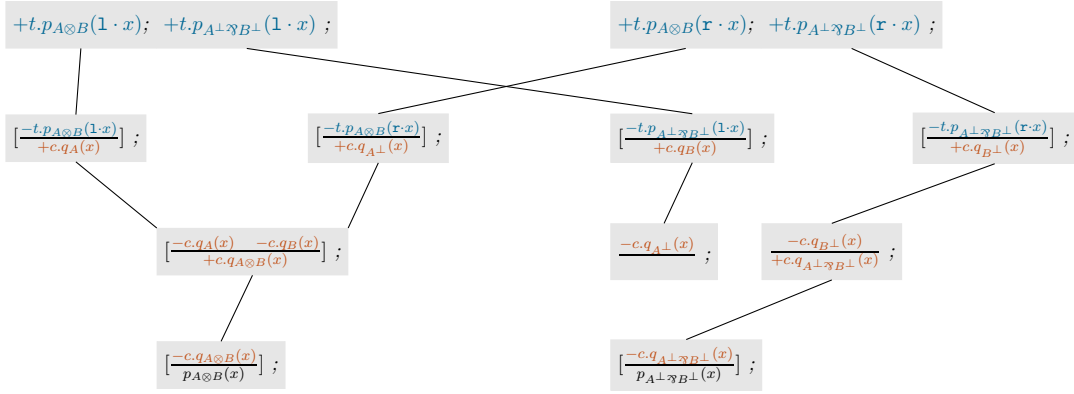 +t.p_{A⊗B}(l · x); +t.p_{A⊥⅋B⊥}(l · x) ; +t.p_{A⊗B}(r · x); +t.p_{A⊥⅋B⊥}(r · x) ;
[−t.p_{A⊗B}(l·x) / +c.q_A(x)] ; [−t.p_{A⊗B}(r·x) / +c.q_{A⊥}(x)] ; [−t.p_{A⊥⅋B⊥}(l·x) / +c.q_B(x)] ; [−t.p_{A⊥⅋B⊥}(r·x) / +c.q_{B⊥}(x)] ;
[−c.q_A(x) −c.q_B(x) / +c.q_{A⊗B}(x)] ; −c.q_{A⊥}(x) / ; −c.q_{B⊥}(x) / +c.q_{A⊥⅋B⊥}(x) ;
[−c.q_{A⊗B}(x) / p_{A⊗B}(x)] ; [−c.q_{A⊥⅋B⊥}(x) / p_{A⊥⅋B⊥}(x)] ;